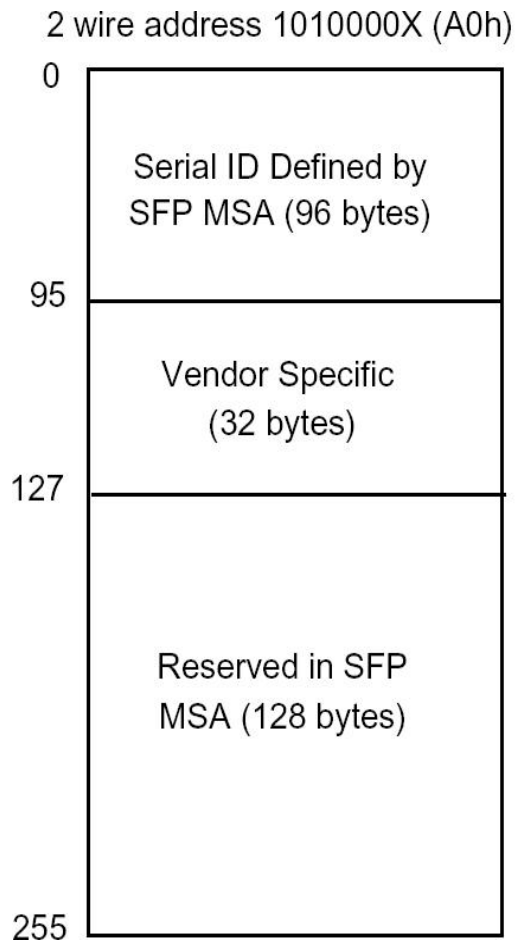 2 wire address 1010000X (A0h)
0
Serial ID Defined by
SFP MSA (96 bytes)
95
Vendor Specific
(32 bytes)
127
Reserved in SFP
MSA (128 bytes)
255